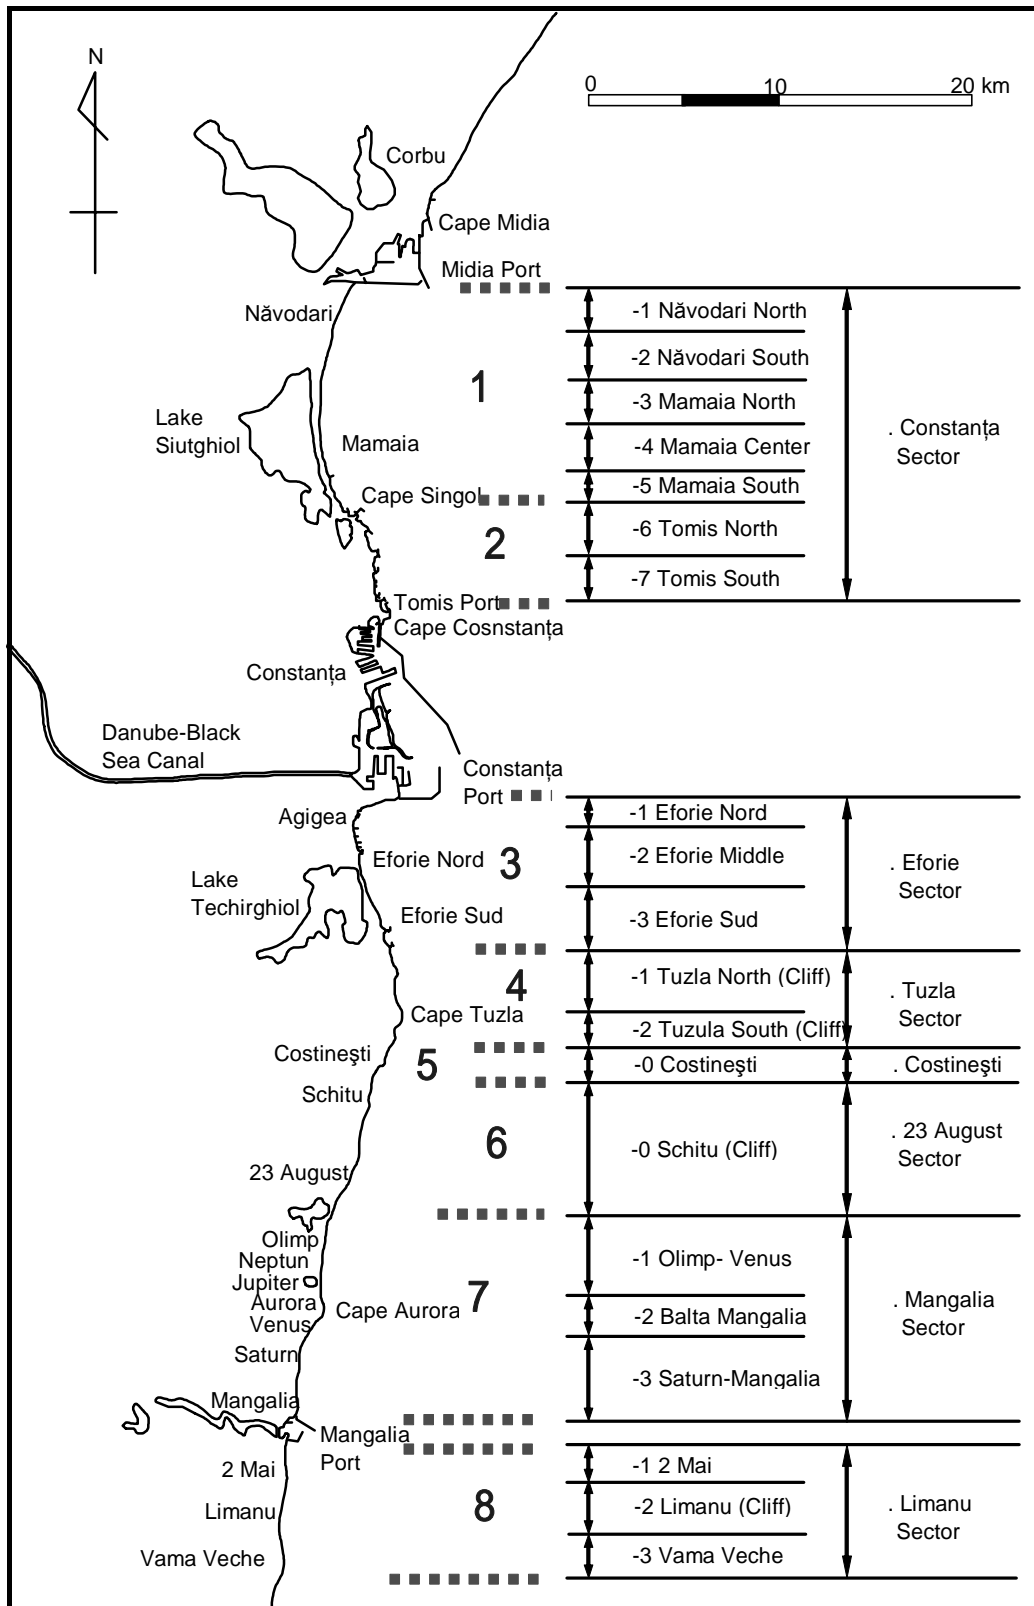 N
0
10
20 km
Corbu
Cape Midia
Midia Port
Năvodari
-1 Năvodari North
-2 Năvodari South
1
-3 Mamaia North
Lake
Siutghiol
Mamaia
-4 Mamaia Center
. Constanţa
Sector
-5 Mamaia South
Cape Singol
2
-6 Tomis North
-7 Tomis South
Tomis Port
Cape Cosnstanţa
Constanţa
Danube-Black
Sea Canal
Constanţa
Port
Agigea
-1 Eforie Nord
Eforie Nord
3
-2 Eforie Middle
. Eforie
Sector
Lake
Techirghiol
Eforie Sud
-3 Eforie Sud
4
-1 Tuzla North (Cliff)
. Tuzla
Sector
Cape Tuzla
-2 Tuzula South (Cliff)
Costineşti
5
-0 Costineşti
. Costineşti
Schitu
6
-0 Schitu (Cliff)
. 23 August
Sector
23 August
Olimp
Neptun
Jupiter
Aurora
Venus
Cape Aurora
7
-1 Olimp- Venus
-2 Balta Mangalia
. Mangalia
Sector
Saturn
-3 Saturn-Mangalia
Mangalia
Mangalia
Port
2 Mai
-1 2 Mai
Limanu
8
-2 Limanu (Cliff)
. Limanu
Sector
Vama Veche
-3 Vama Veche